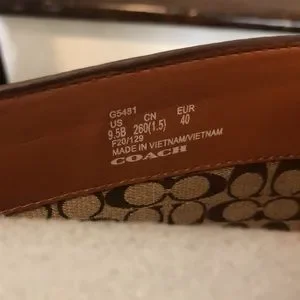 G5481
US CN EUR
9.5B 260(1.5) 40
F20/129
MADE IN VIETNAM/VIETNAM
COACH